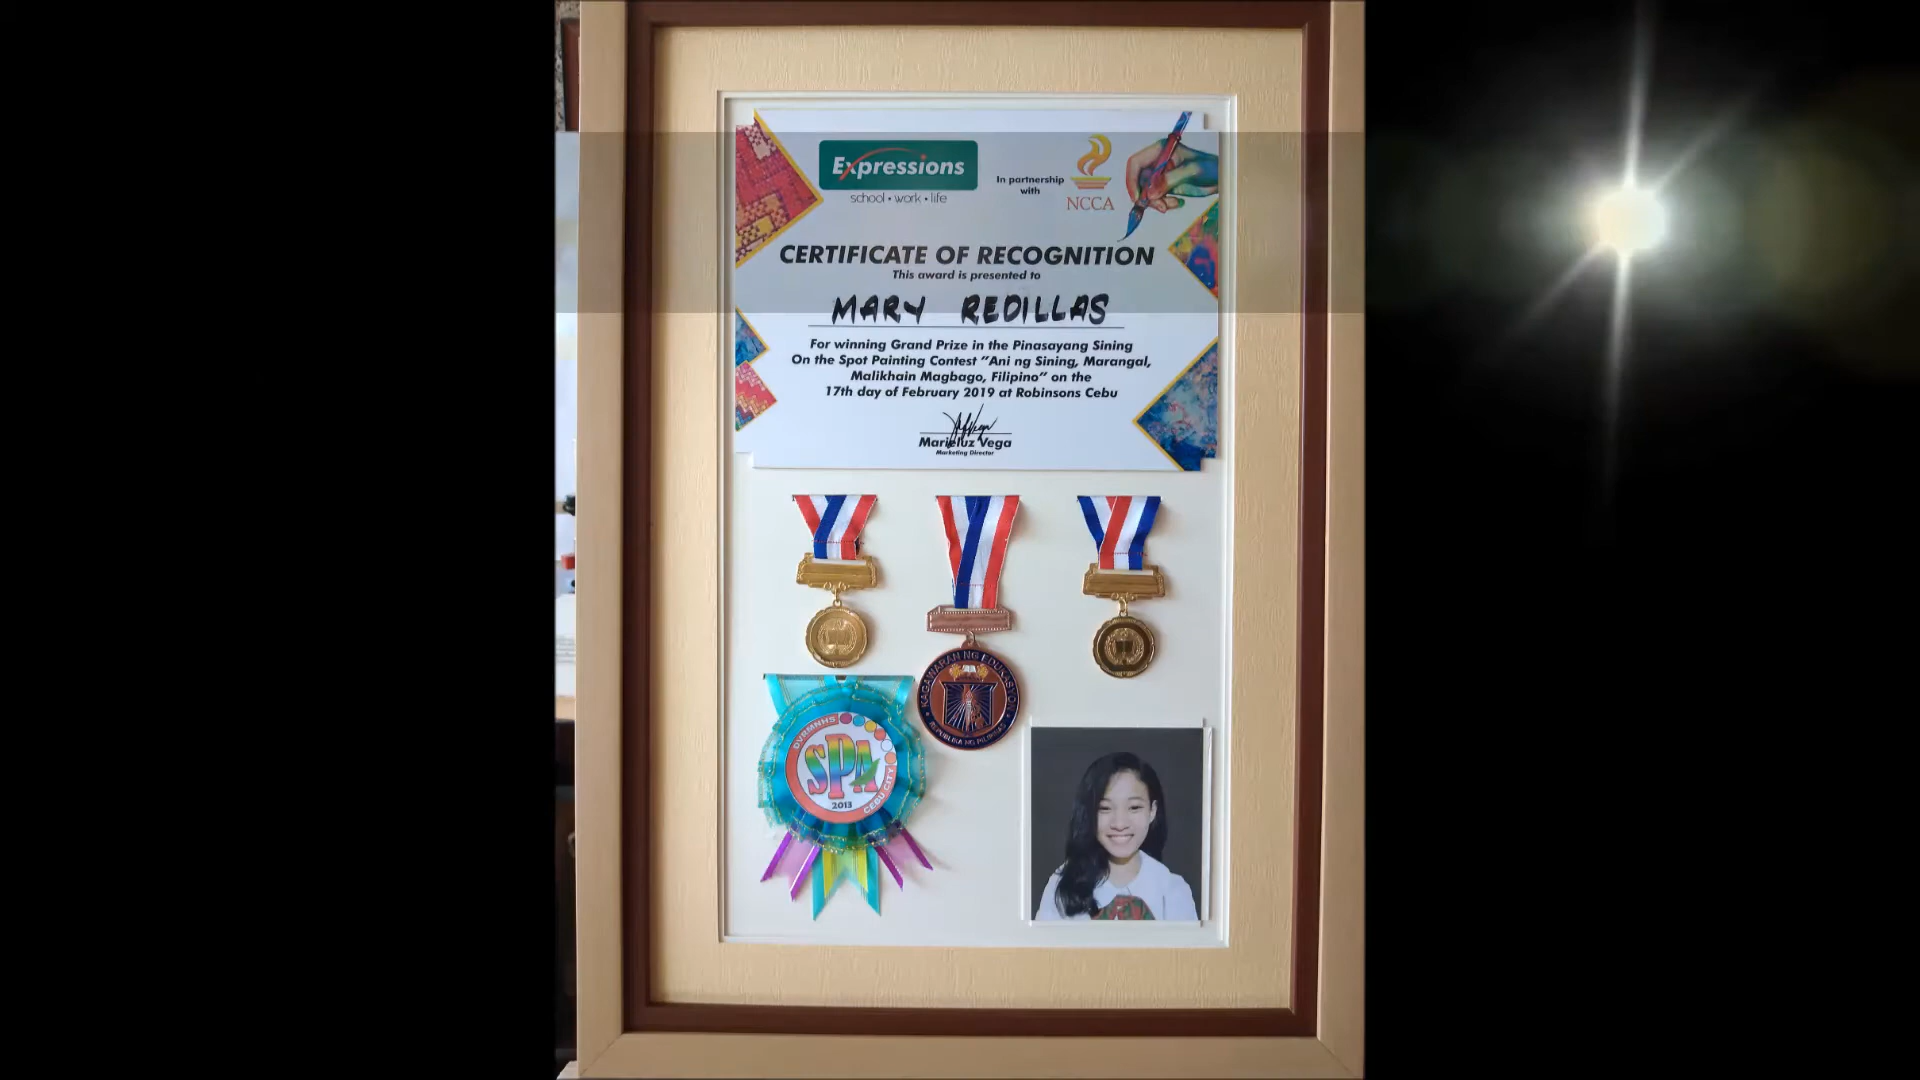 Expressions
school • work • life
In partnership
with
NCCA
CERTIFICATE OF RECOGNITION
This award is presented to
MARY REDILLAS
For winning Grand Prize in the Pinasayang Sining
On the Spot Painting Contest "Ani ng Sining, Marangal,
Malikhain Magbago, Filipino" on the
17th day of February 2019 at Robinsons Cebu
Marieluz Vega
Marketing Director
KAGAWARAN NG EDUKASYON
REPUBLIKA NG PILIPINAS
DVRMNHS
SPA
2013
CEBU CITY